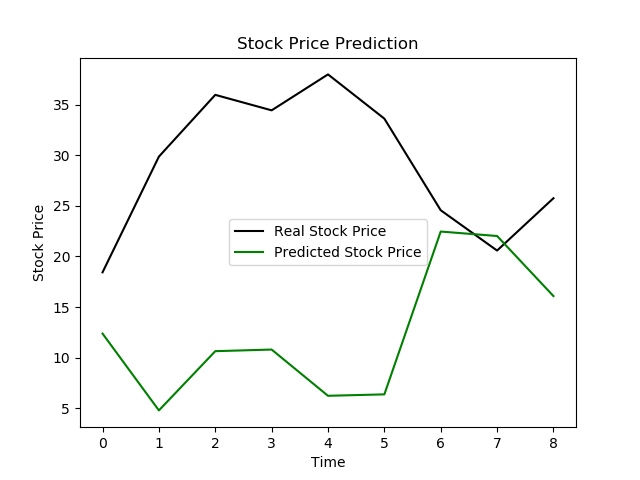 Stock Price Prediction
Stock Price
35
30
25
20
15
10
5
Real Stock Price
Predicted Stock Price
0 1 2 3 4 5 6 7 8
Time